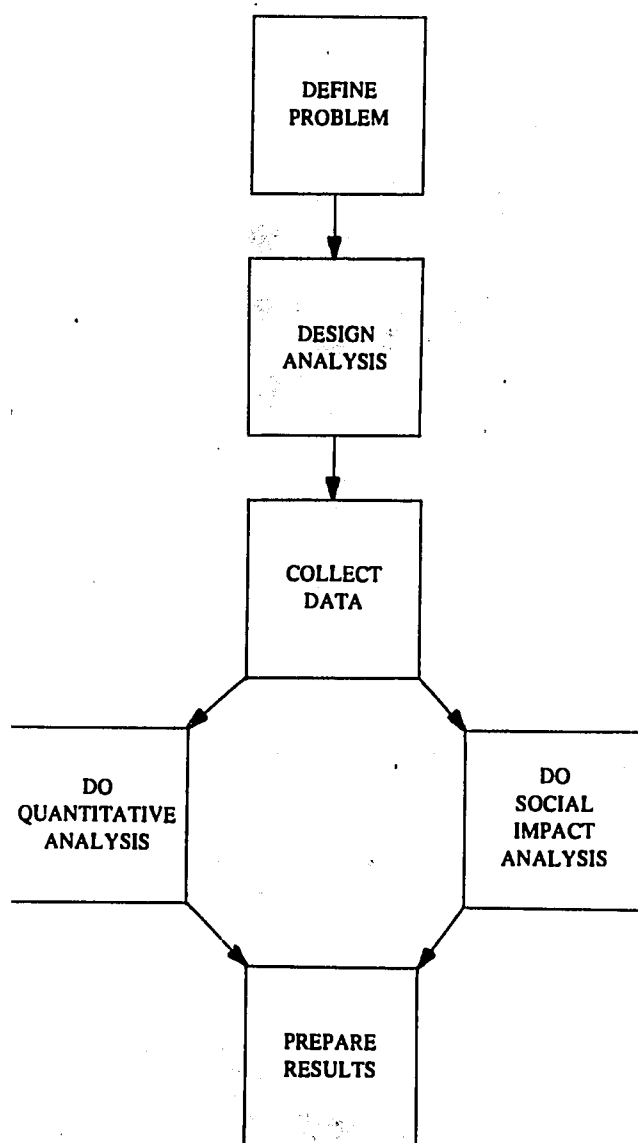 DEFINE
PROBLEM
DESIGN
ANALYSIS
COLLECT
DATA
DO
QUANTITATIVE
ANALYSIS
DO
SOCIAL
IMPACT
ANALYSIS
PREPARE
RESULTS